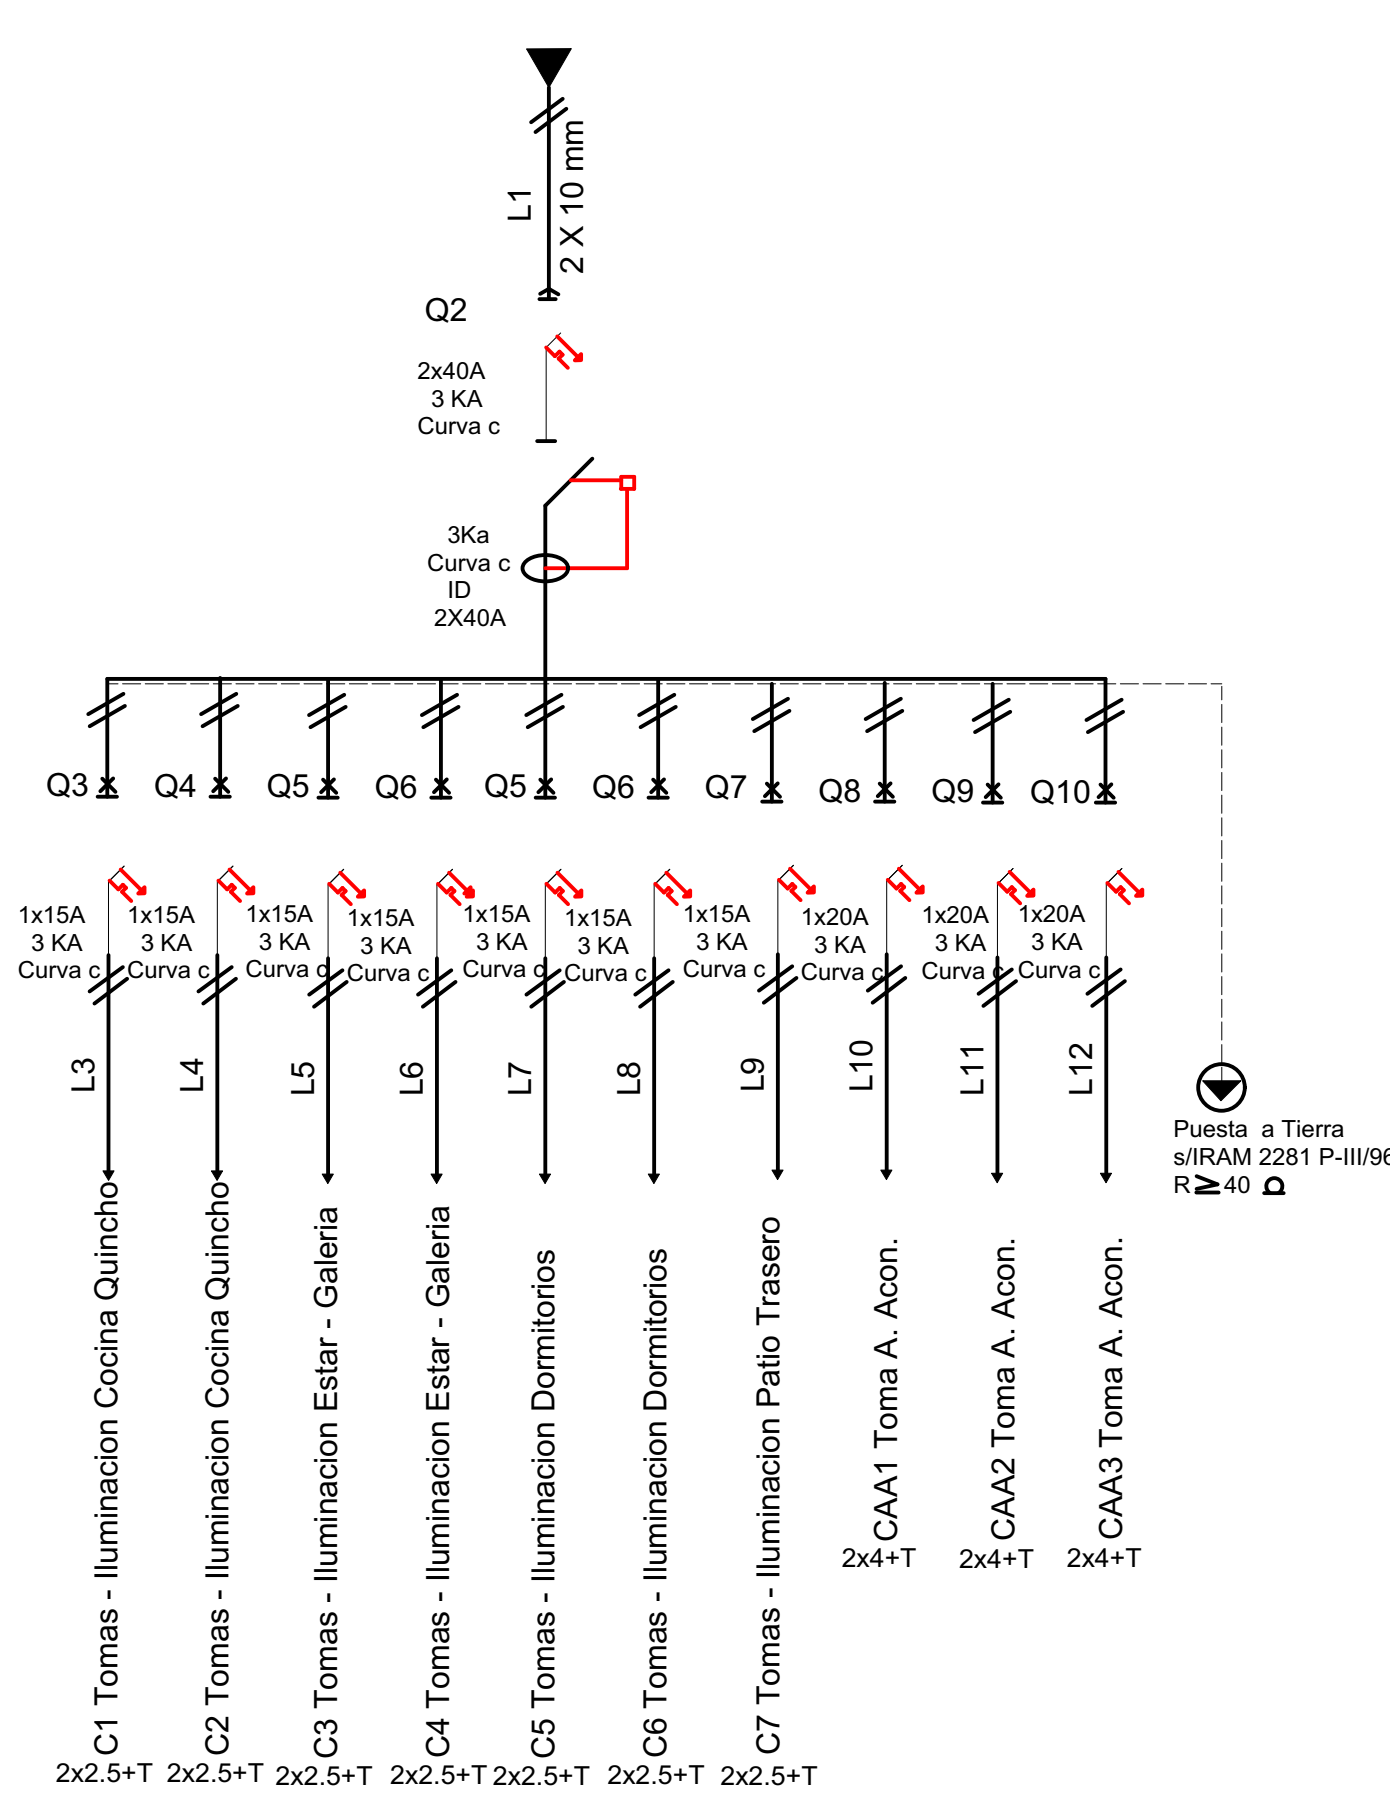 L1
2 X 10 mm
Q2
2x40A
3 KA
Curva c
3Ka
Curva c
ID
2X40A
Q3
Q4
Q5
Q6
Q5
Q6
Q7
Q8
Q9
Q10
1x15A
3 KA
Curva c
1x15A
3 KA
Curva c
1x15A
3 KA
Curva c
1x15A
3 KA
Curva c
1x15A
3 KA
Curva c
1x15A
3 KA
Curva c
1x15A
3 KA
Curva c
1x20A
3 KA
Curva c
1x20A
3 KA
Curva c
1x20A
3 KA
Curva c
L3
L4
L5
L6
L7
L8
L9
L10
L11
L12
Puesta a Tierra
s/IRAM 2281 P-III/96
R≥40 Ω
C1 Tomas - Iluminacion Cocina Quincho
2x2.5+T
C2 Tomas - Iluminacion Cocina Quincho
2x2.5+T
C3 Tomas - Iluminacion Estar - Galeria
2x2.5+T
C4 Tomas - Iluminacion Estar - Galeria
2x2.5+T
C5 Tomas - Iluminacion Dormitorios
2x2.5+T
C6 Tomas - Iluminacion Dormitorios
2x2.5+T
C7 Tomas - Iluminacion Patio Trasero
2x2.5+T
CAA1 Toma A. Acon.
2x4+T
CAA2 Toma A. Acon.
2x4+T
CAA3 Toma A. Acon.
2x4+T